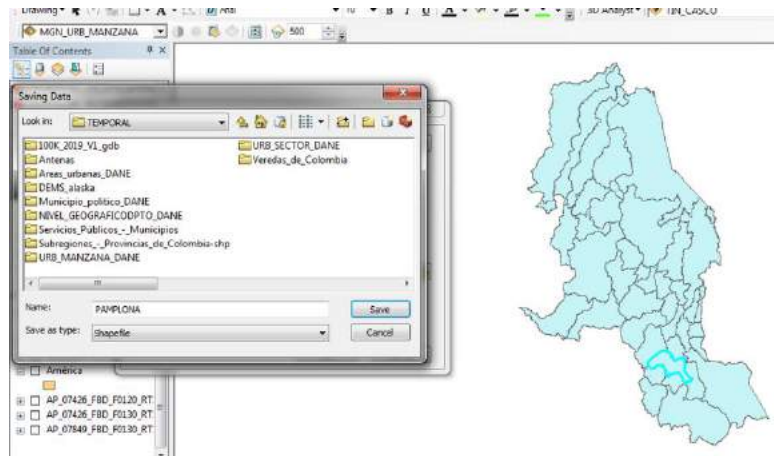 Drawing
10
B I U A
3D Analyst
TIN_CASCO
MGN_URB_MANZANA
500
Table Of Contents
Saving Data
Look in: TEMPORAL
100K_2019_V1_gdb
Antenas
Areas_urbanas_DANE
DEMS_alaska
Municipio_politico_DANE
NIVEL_GEOGRAFICODPTO_DANE
Servicios_Públicos_-_Municipios
Subregiones_-_Provincias_de_Colombia-shp
URB_MANZANA_DANE
URB_SECTOR_DANE
Veredas_de_Colombia
Name: PAMPLONA
Save
Save as type: Shapefile
Cancel
América
AP_07426_FBD_F0120_RT
AP_07426_FBD_F0130_RT
AP_07849_FBD_F0130_RT